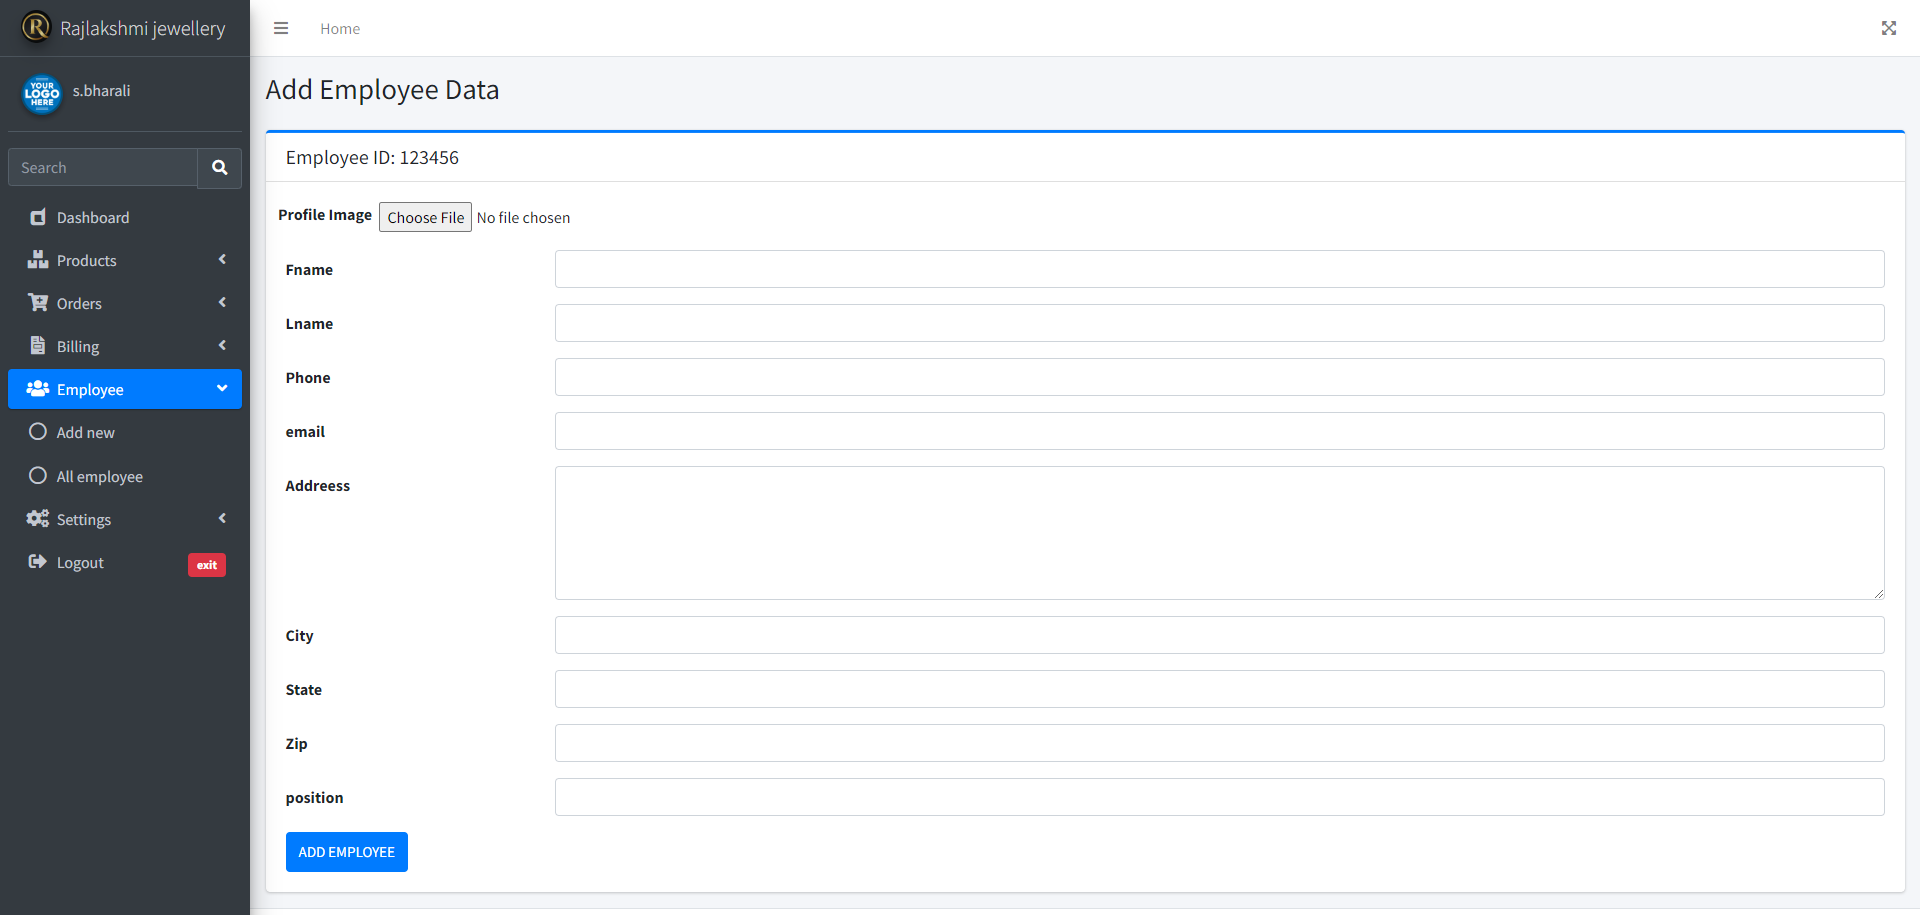 Rajlakshmi jewellery
Home
YOUR
LOGO
HERE
s.bharali
Search
Dashboard
Products
Orders
Billing
Employee
Add new
All employee
Settings
Logout
exit
Add Employee Data
Employee ID: 123456
Profile Image Choose File No file chosen
Fname
Lname
Phone
email
Addreess
City
State
Zip
position
ADD EMPLOYEE